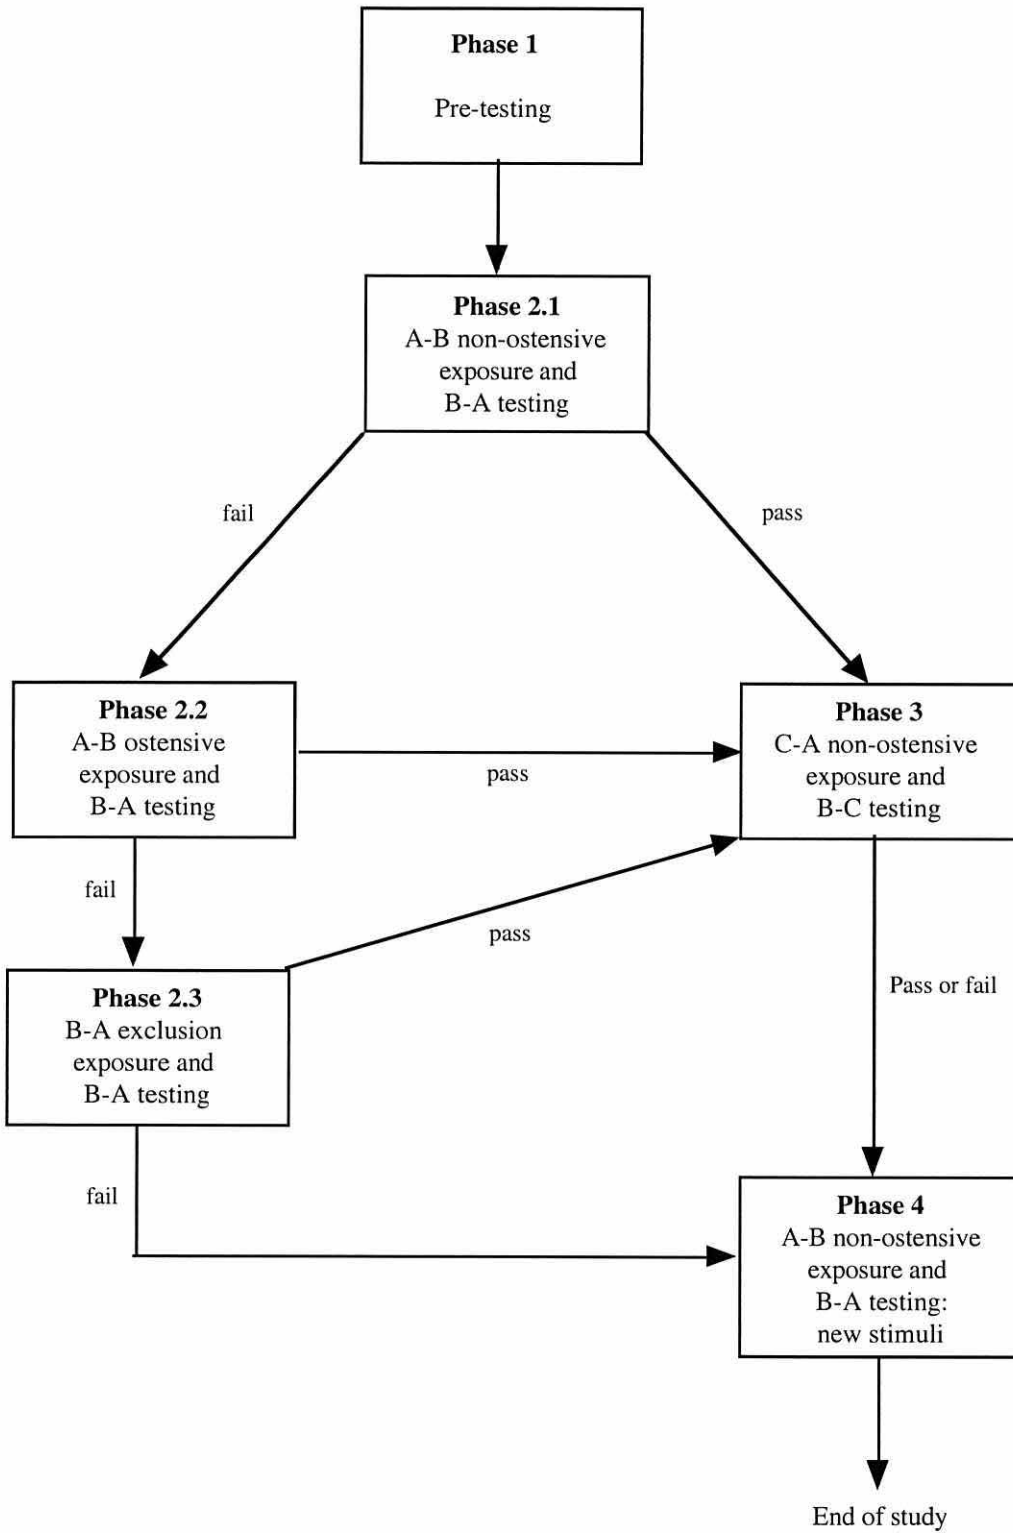 Phase 1
Pre-testing
Phase 2.1
A-B non-ostensive
exposure and
B-A testing
fail
pass
Phase 2.2
A-B ostensive
exposure and
B-A testing
pass
Phase 3
C-A non-ostensive
exposure and
B-C testing
fail
pass
Phase 2.3
B-A exclusion
exposure and
B-A testing
Pass or fail
fail
Phase 4
A-B non-ostensive
exposure and
B-A testing:
new stimuli
End of study